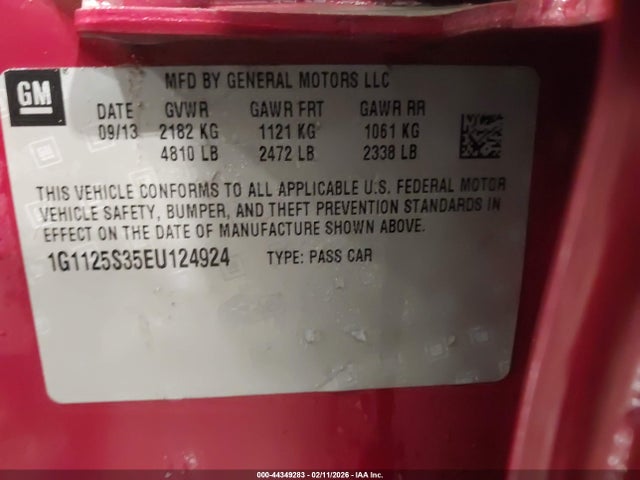 GM
MFD BY GENERAL MOTORS LLC
DATE GVWR GAWR FRT GAWR RR
09/13 2182 KG 1121 KG 1061 KG
4810 LB 2472 LB 2338 LB
THIS VEHICLE CONFORMS TO ALL APPLICABLE U.S. FEDERAL MOTOR
VEHICLE SAFETY, BUMPER, AND THEFT PREVENTION STANDARDS IN
EFFECT ON THE DATE OF MANUFACTURE SHOWN ABOVE.
1G1125S35EU124924 TYPE: PASS CAR
000-44349283 - 02/11/2026 - IAA Inc.